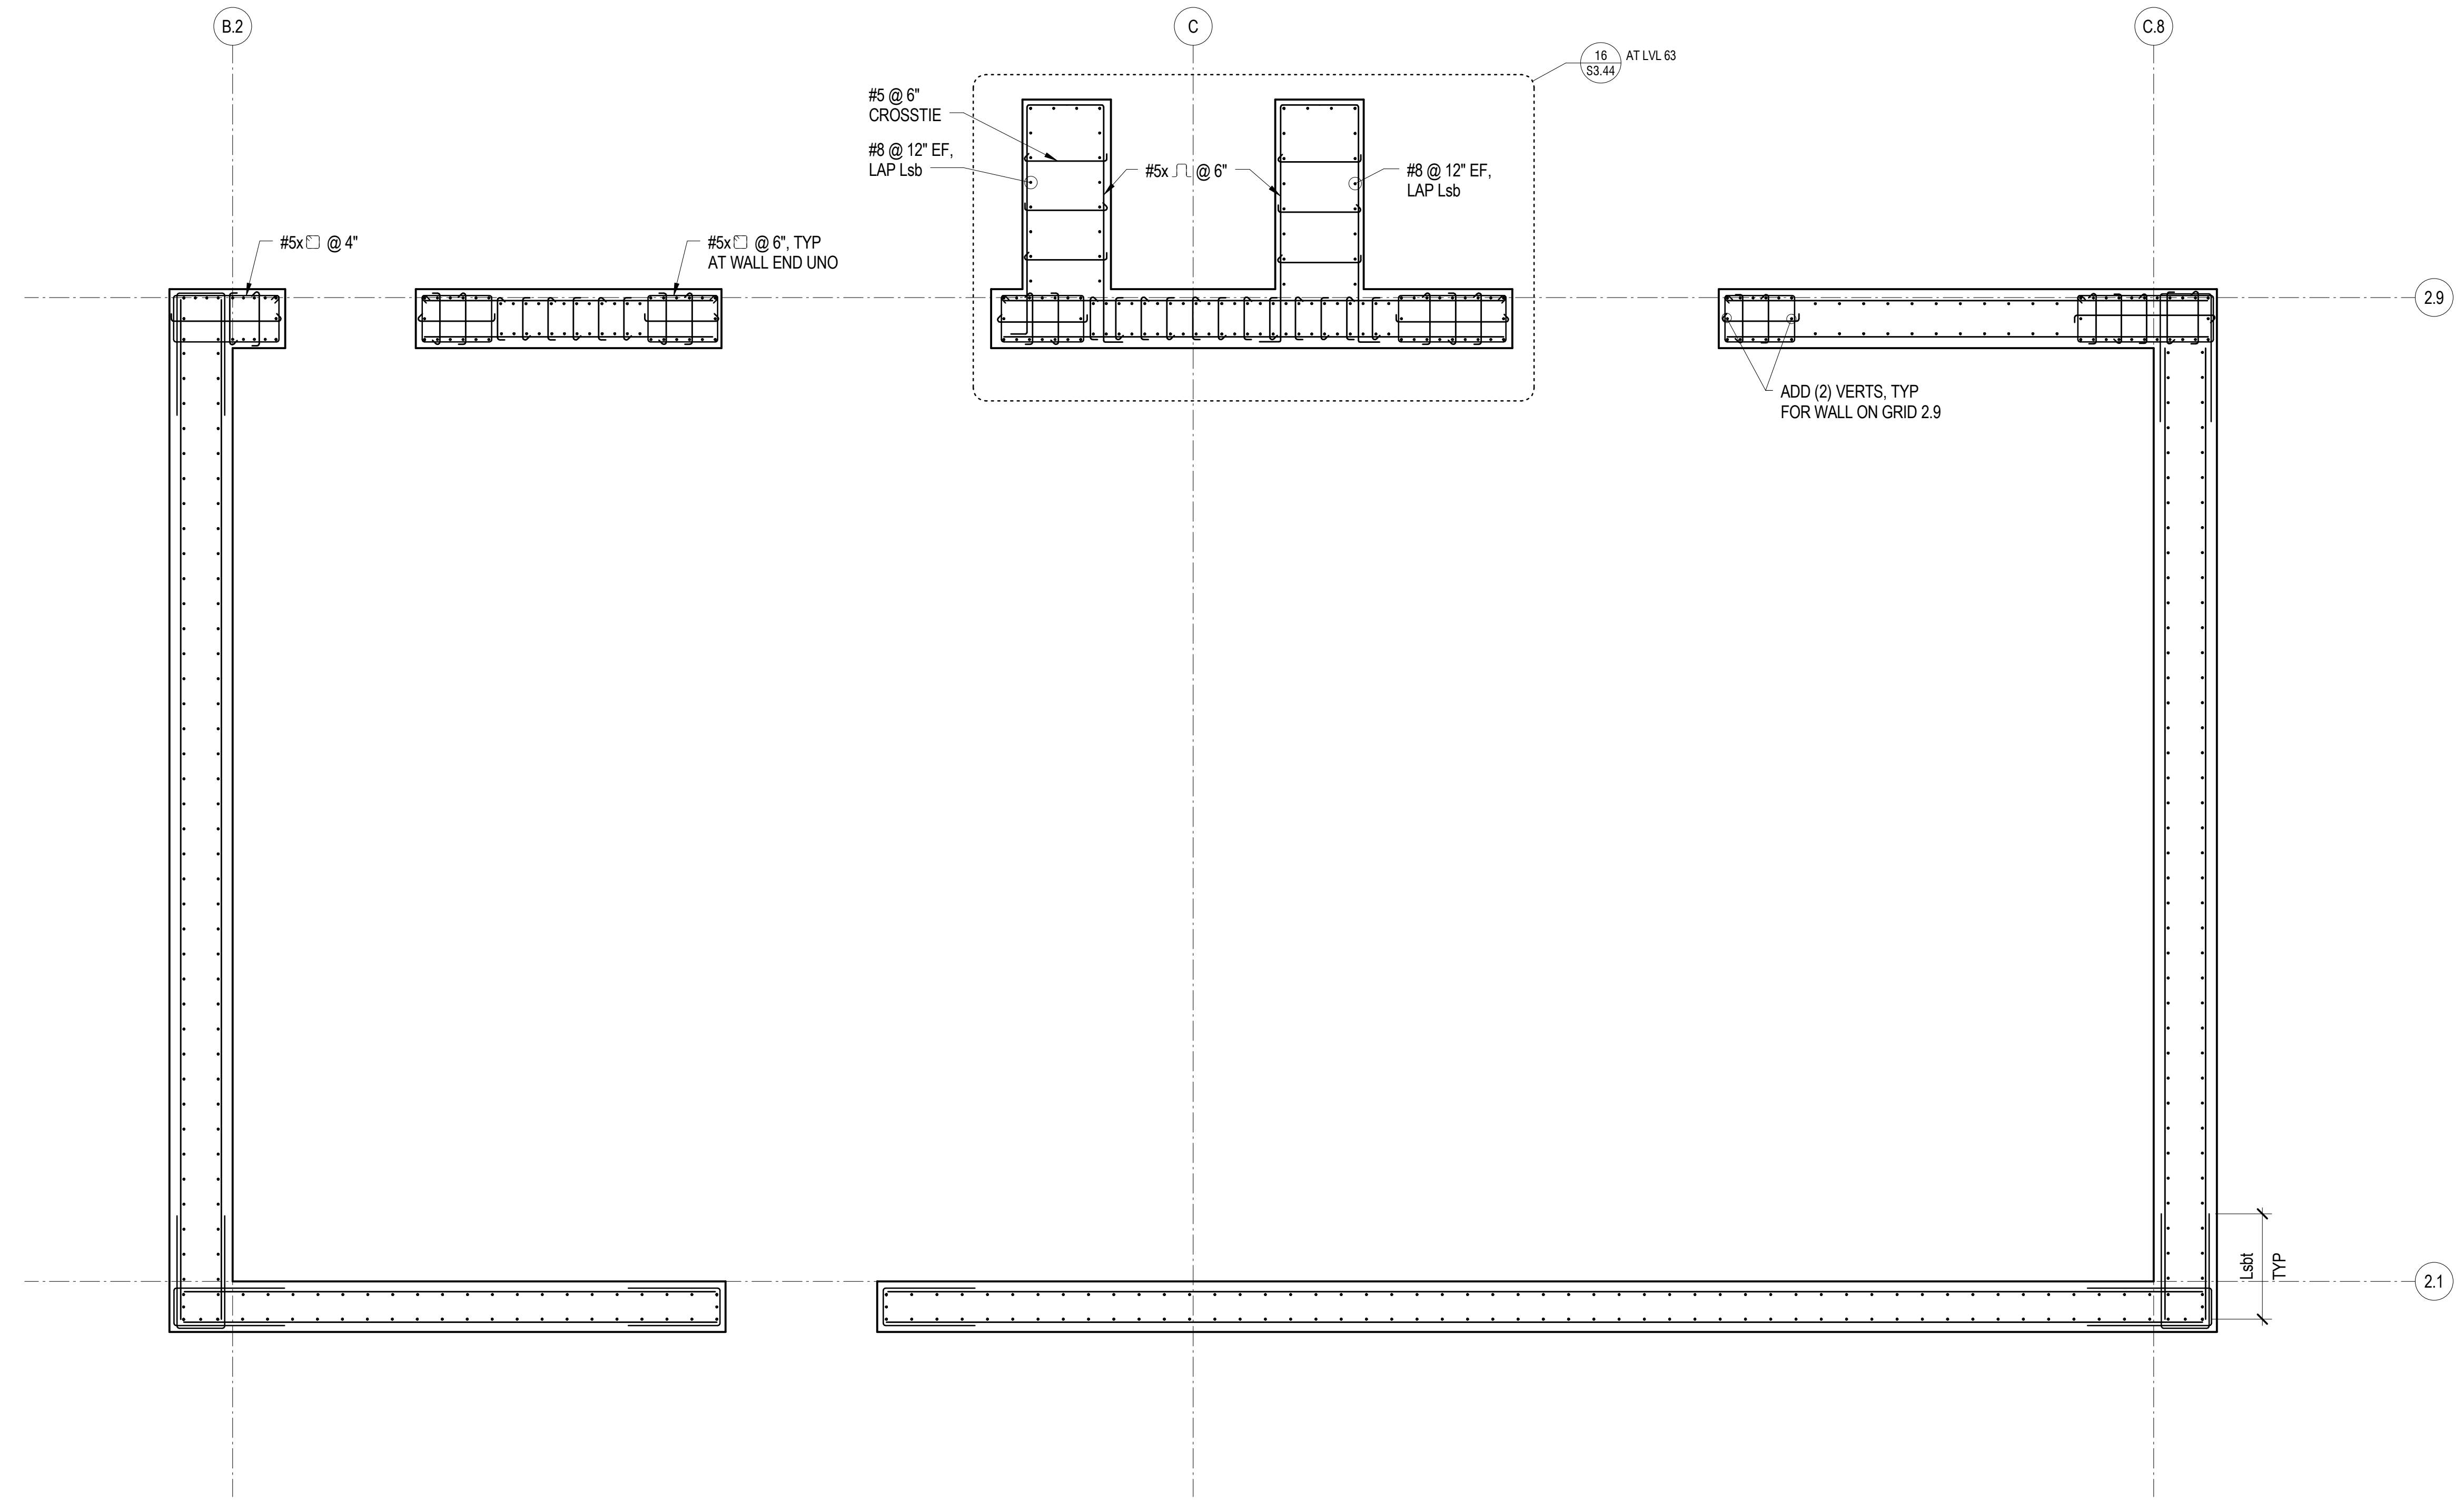 B.2
C
C.8
16
S3.44
AT LVL 63
#5 @ 6"
CROSSTIE
#8 @ 12" EF,
LAP Lsb
#5x @ 6"
#8 @ 12" EF,
LAP Lsb
#5x @ 4"
#5x @ 6", TYP
AT WALL END UNO
2.9
ADD (2) VERTS, TYP
FOR WALL ON GRID 2.9
Lsbt
TYP
2.1